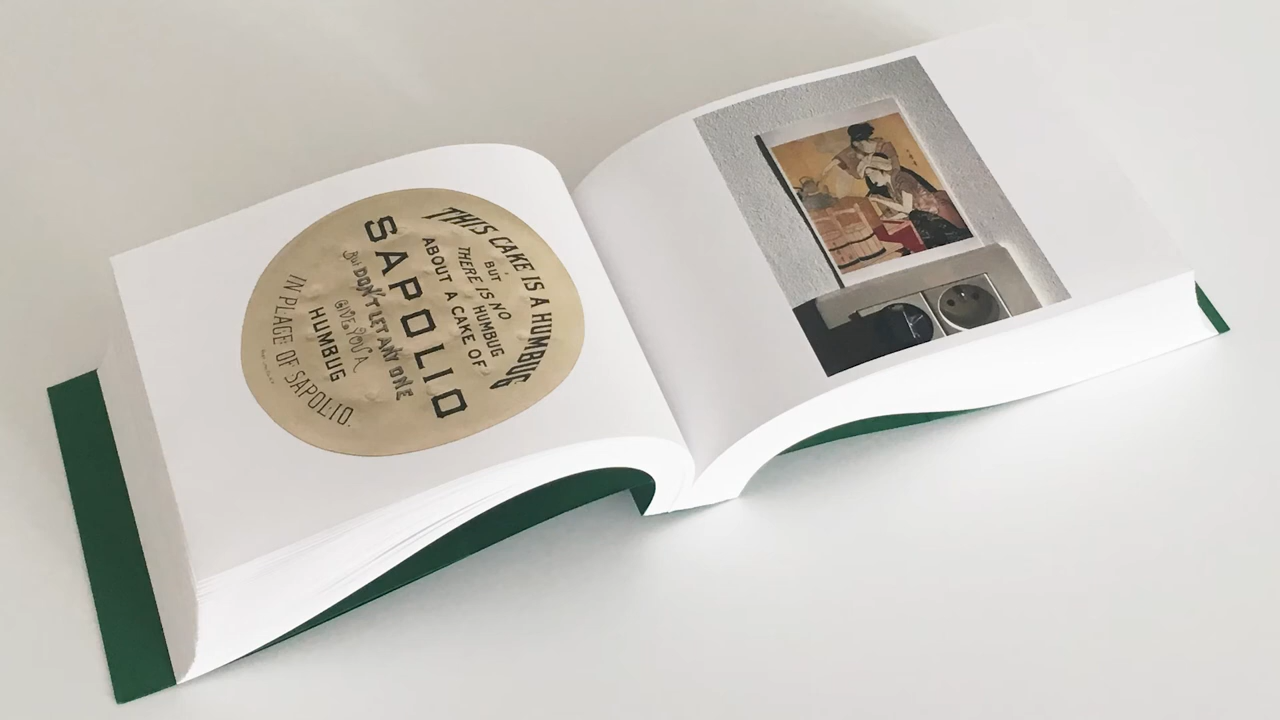 THIS CAKE IS A HUMBUG
BUT
THERE IS NO
HUMBUG
ABOUT A CAKE OF
SAPOLIO
BUT DON'T LET ANY ONE
GIVE YOU A
HUMBUG
IN PLACE OF SAPOLIO.